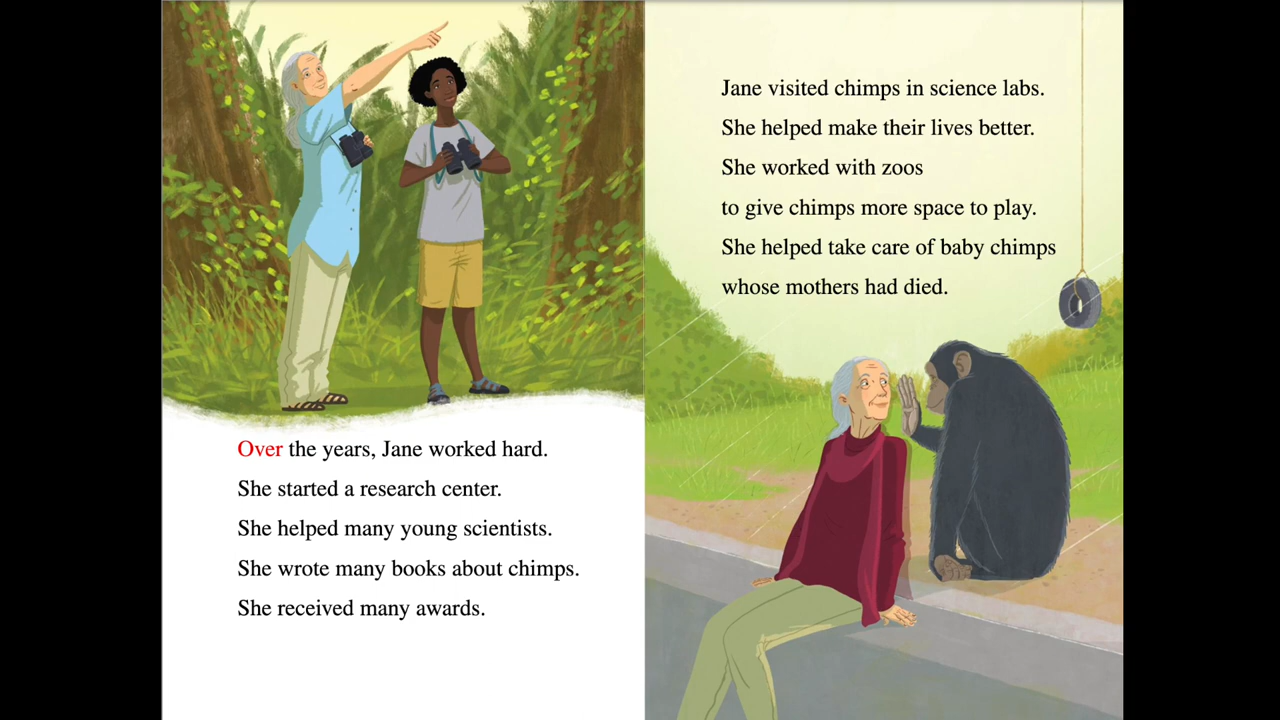 Over the years, Jane worked hard.
She started a research center.
She helped many young scientists.
She wrote many books about chimps.
She received many awards.
Jane visited chimps in science labs.
She helped make their lives better.
She worked with zoos
to give chimps more space to play.
She helped take care of baby chimps
whose mothers had died.